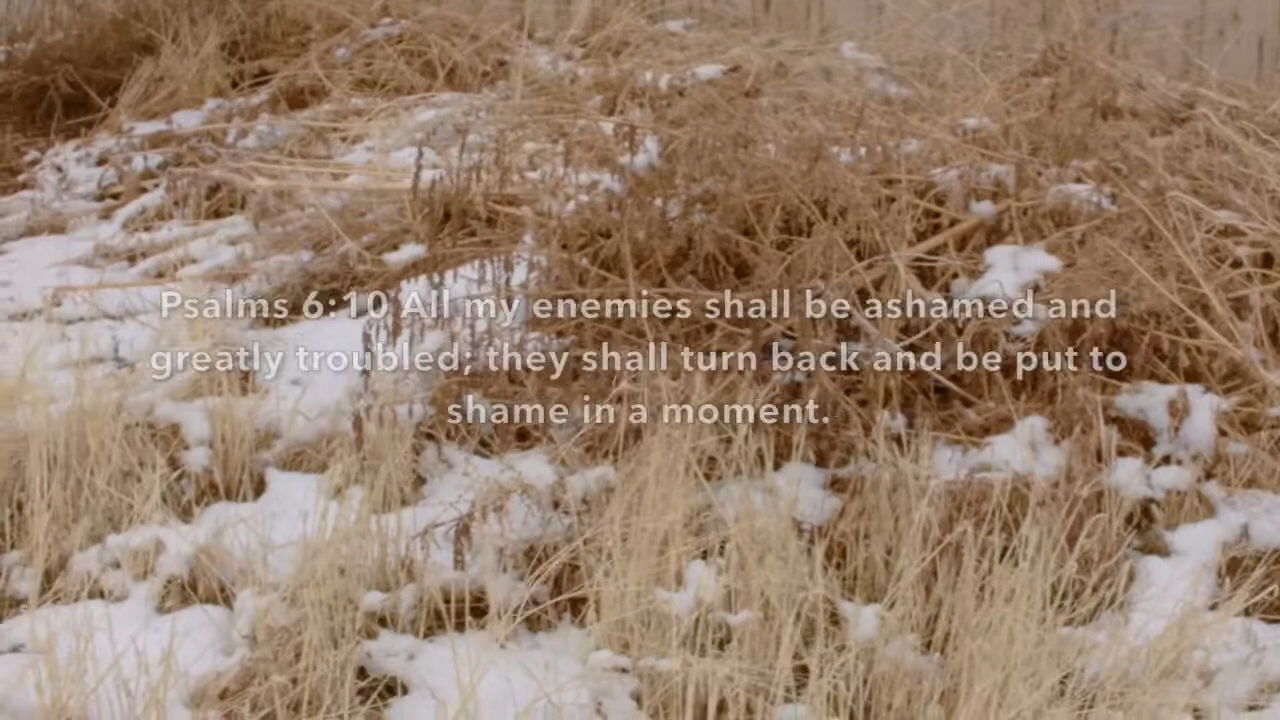 Psalms 6:10 All my enemies shall be ashamed and
greatly troubled; they shall turn back and be put to
shame in a moment.